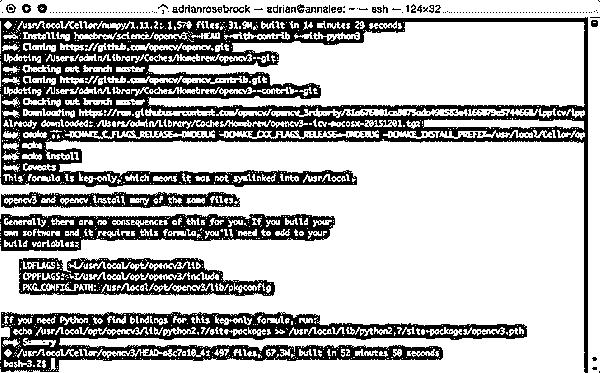 adrianrosebrock — adrian@annalee: ~ — ssh — 124×32
/usr/local/Cellar/numpy/1.11.2: 1,570 files, 31.9M, built in 14 minutes 23 seconds
==> Installing homebrew/science/opencv3 --HEAD --with-contrib --with-python3
==> Cloning https://github.com/opencv/opencv.git
Updating /Users/admin/Library/Caches/Homebrew/opencv3--git
==> Checking out branch master
==> Cloning https://github.com/opencv/opencv_contrib.git
Updating /Users/admin/Library/Caches/Homebrew/opencv3--contrib--git
==> Checking out branch master
==> Downloading https://raw.githubusercontent.com/opencv/opencv_3rdparty/
Already downloaded: /Users/admin/Library/Caches/Homebrew/opencv3--icv-macosx-20151201.tgz
==> cmake .. -DCMAKE_C_FLAGS_RELEASE=-DNDEBUG -DCMAKE_CXX_FLAGS_RELEASE=-DNDEBUG -DCMAKE_INSTALL_PREFIX=/usr/local/Cellar/op
==> make
==> make install
==> Caveats
This formula is keg-only, which means it was not symlinked into /usr/local.
opencv3 and opencv install many of the same files.
Generally there are no consequences of this for you. If you build your
own software and it requires this formula, you'll need to add to your
build variables:
LDFLAGS: -L/usr/local/opt/opencv3/lib
CPPFLAGS: -I/usr/local/opt/opencv3/include
PKG_CONFIG_PATH: /usr/local/opt/opencv3/lib/pkgconfig
If you need Python to find bindings for this keg-only formula, run:
echo /usr/local/opt/opencv3/lib/python2.7/site-packages >> /usr/local/lib/python2.7/site-packages/opencv3.pth
==> Summary
/usr/local/Cellar/opencv3/HEAD-a8c7a10_4: 497 files, 67.3M, built in 52 minutes 50 seconds
bash-3.2$